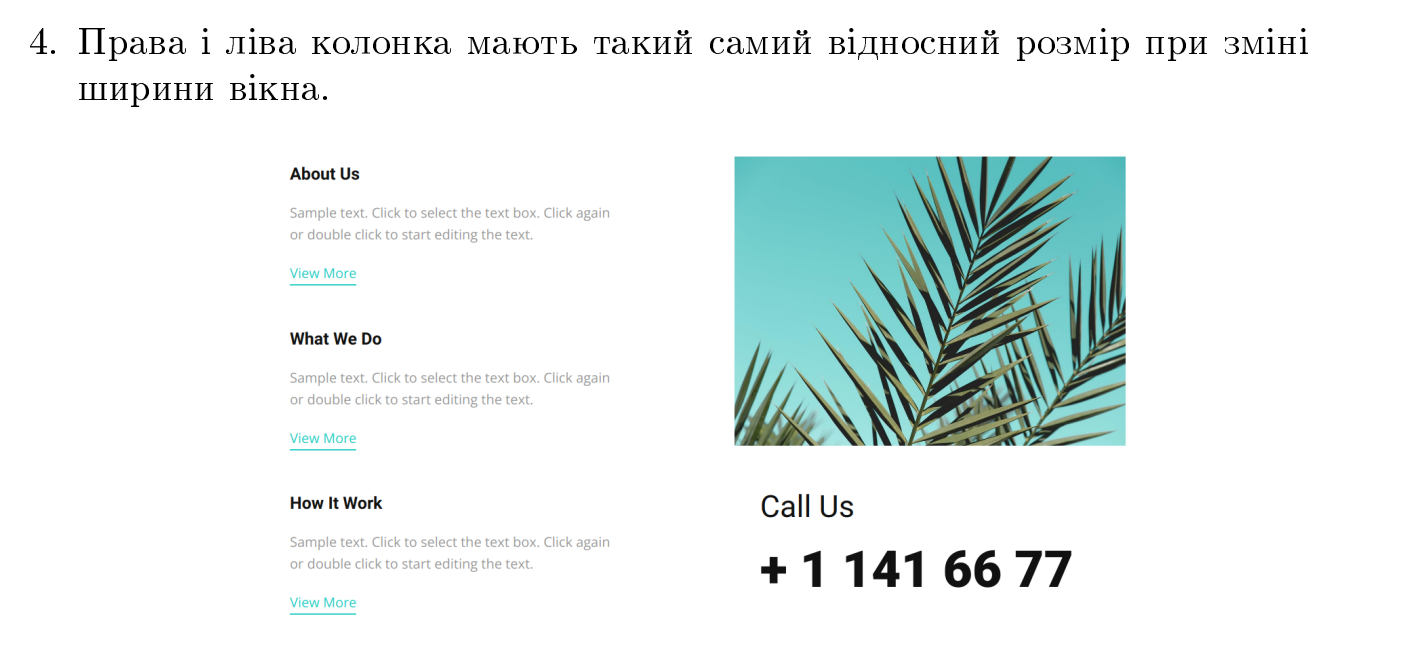 4. Права і ліва колонка мають такий самий відносний розмір при зміні
ширини вікна.
About Us
Sample text. Click to select the text box. Click again
or double click to start editing the text.
View More
What We Do
Sample text. Click to select the text box. Click again
or double click to start editing the text.
View More
How It Work
Sample text. Click to select the text box. Click again
or double click to start editing the text.
View More
Call Us
+ 1 141 66 77